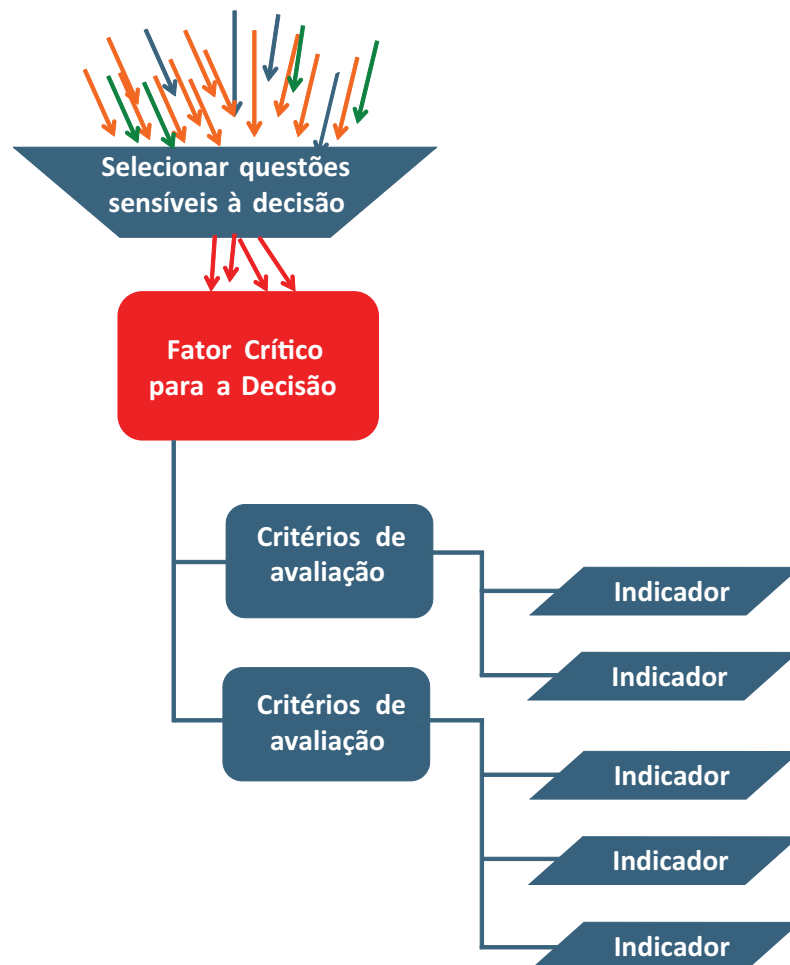 Selecionar questões
sensíveis à decisão
Fator Crítico
para a Decisão
Critérios de
avaliação
Indicador
Indicador
Critérios de
avaliação
Indicador
Indicador
Indicador